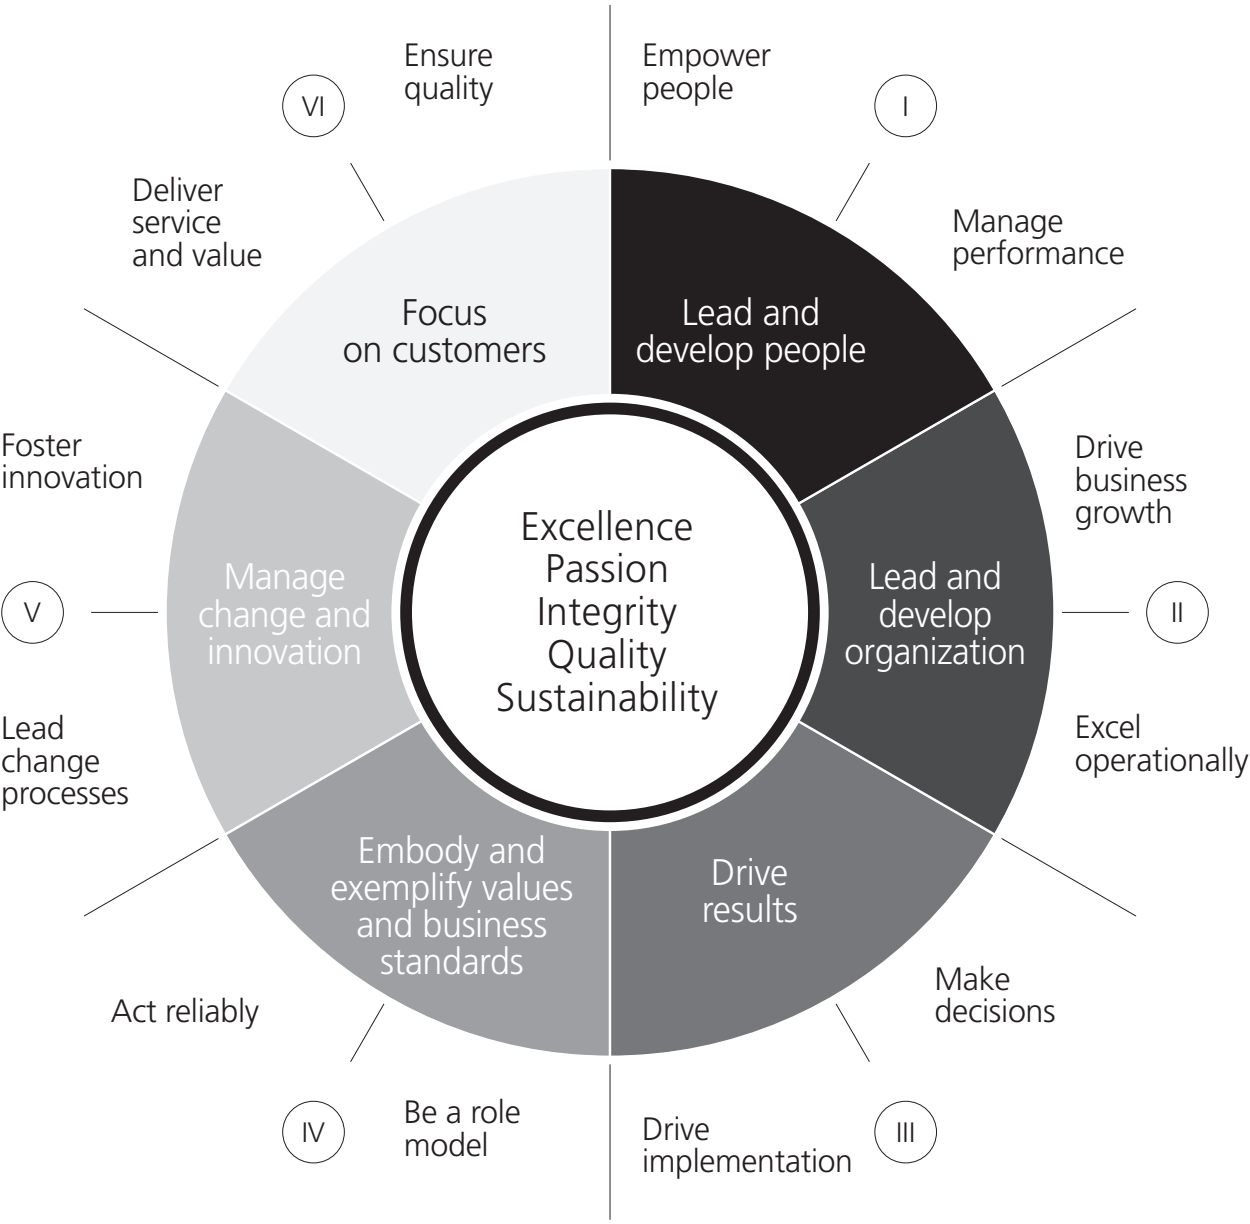 Ensure
quality
VI
Deliver
service
and value
Focus
on customers
Empower
people
I
Manage
performance
Lead and
develop people
Drive
business
growth
II
Excel
operationally
Lead and
develop
organization
Make
decisions
III
Drive
implementation
Drive
results
Be a role
model
IV
Act reliably
Embody and
exemplify values
and business
standards
Lead
change
processes
V
Foster
innovation
Manage
change and
innovation
Excellence
Passion
Integrity
Quality
Sustainability